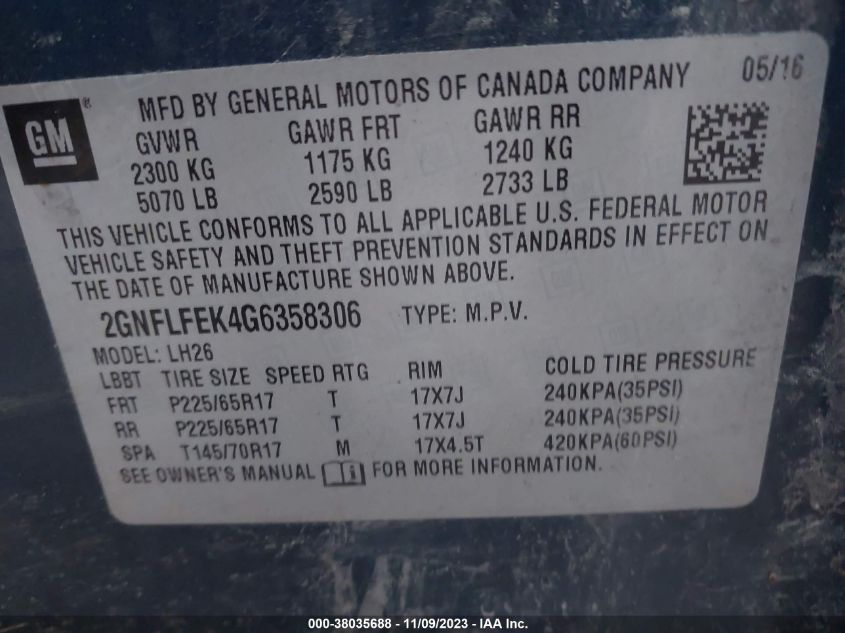 GM®
MFD BY GENERAL MOTORS OF CANADA COMPANY 05/16
GVWR GAWR FRT GAWR RR
2300 KG 1175 KG 1240 KG
5070 LB 2590 LB 2733 LB
THIS VEHICLE CONFORMS TO ALL APPLICABLE U.S. FEDERAL MOTOR
VEHICLE SAFETY AND THEFT PREVENTION STANDARDS IN EFFECT ON
THE DATE OF MANUFACTURE SHOWN ABOVE.
2GNFLFEK4G6358306 TYPE: M.P.V.
MODEL: LH26
LBBT TIRE SIZE SPEED RTG RIM COLD TIRE PRESSURE
FRT P225/65R17 T 17X7J 240KPA(35PSI)
RR P225/65R17 T 17X7J 240KPA(35PSI)
SPA T145/70R17 M 17X4.5T 420KPA(60PSI)
SEE OWNER'S MANUAL FOR MORE INFORMATION.
000-38035688 - 11/09/2023 - IAA Inc.